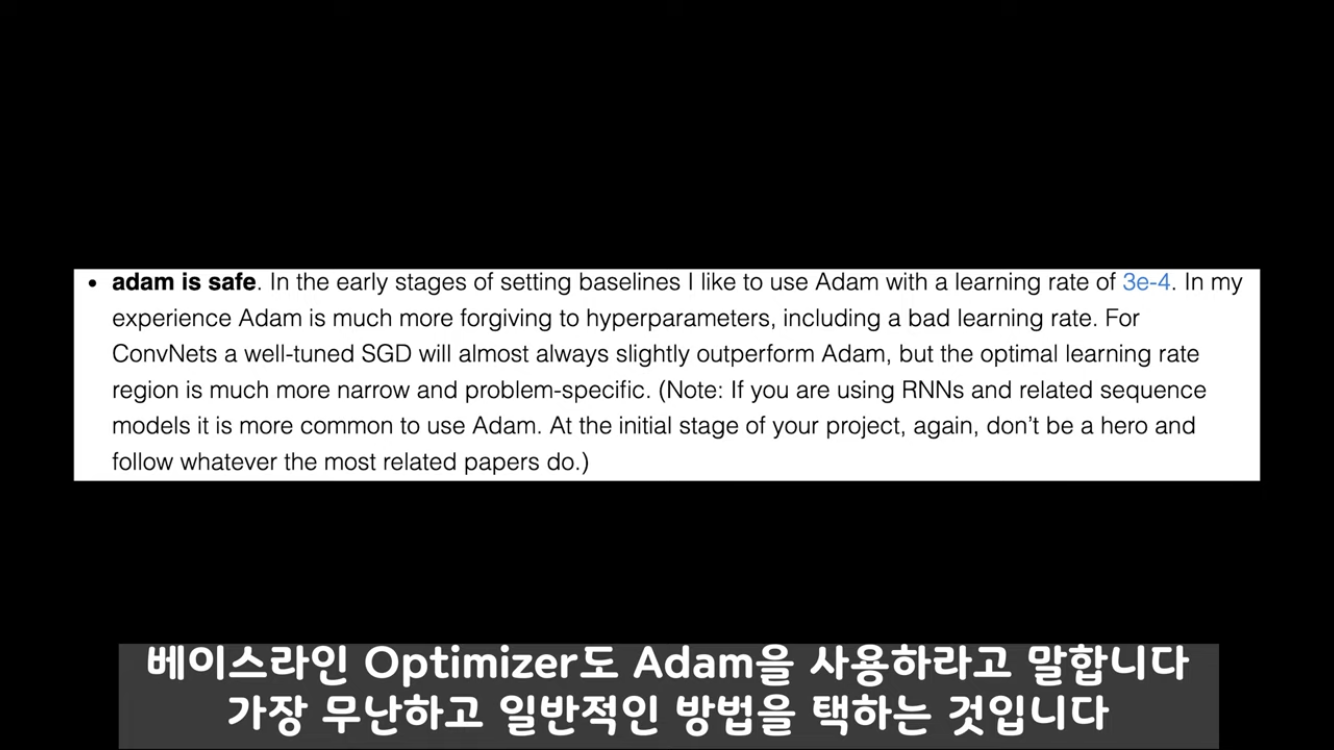 • adam is safe. In the early stages of setting baselines I like to use Adam with a learning rate of 3e-4. In my
experience Adam is much more forgiving to hyperparameters, including a bad learning rate. For
ConvNets a well-tuned SGD will almost always slightly outperform Adam, but the optimal learning rate
region is much more narrow and problem-specific. (Note: If you are using RNNs and related sequence
models it is more common to use Adam. At the initial stage of your project, again, don’t be a hero and
follow whatever the most related papers do.)
베이스라인 Optimizer도 Adam을 사용하라고 말합니다
가장 무난하고 일반적인 방법을 택하는 것입니다